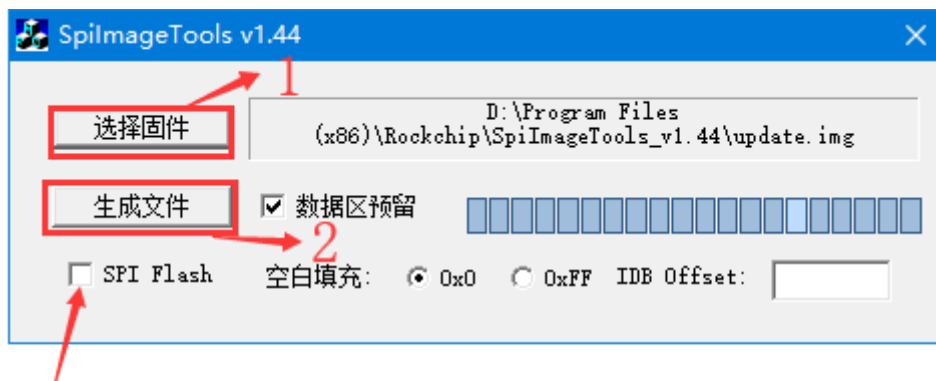 SpiImageTools v1.44
1
选择固件
D:\Program Files
(x86)\Rockchip\SpiImageTools_v1.44\update.img
生成文件
数据区预留
2
SPI Flash
空白填充:
0x0
0xFF
IDB Offset: